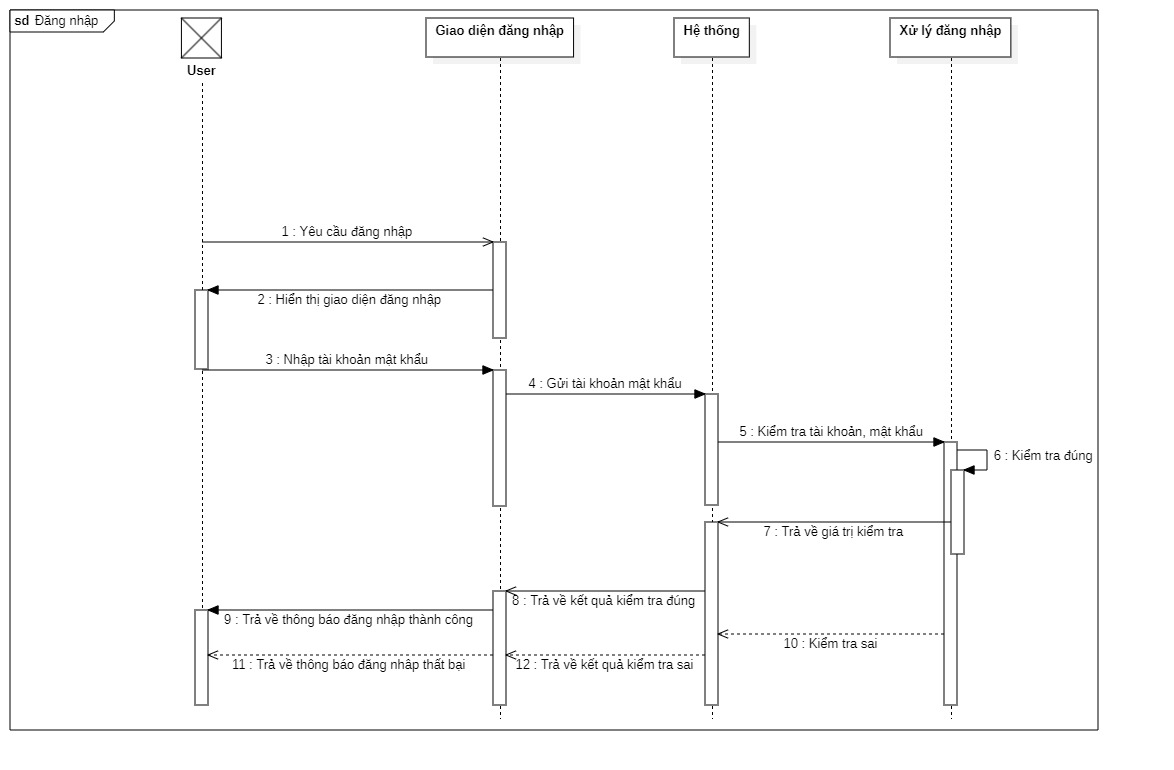 sd Đăng nhập
User
Giao diện đăng nhập
Hệ thống
Xử lý đăng nhập
1 : Yêu cầu đăng nhập
2 : Hiển thị giao diện đăng nhập
3 : Nhập tài khoản mật khẩu
4 : Gửi tài khoản mật khẩu
5 : Kiểm tra tài khoản, mật khẩu
6 : Kiểm tra đúng
7 : Trả về giá trị kiểm tra
8 : Trả về kết quả kiểm tra đúng
9 : Trả về thông báo đăng nhập thành công
10 : Kiểm tra sai
11 : Trả về thông báo đăng nhâp thất bại
12 : Trả về kết quả kiểm tra sai